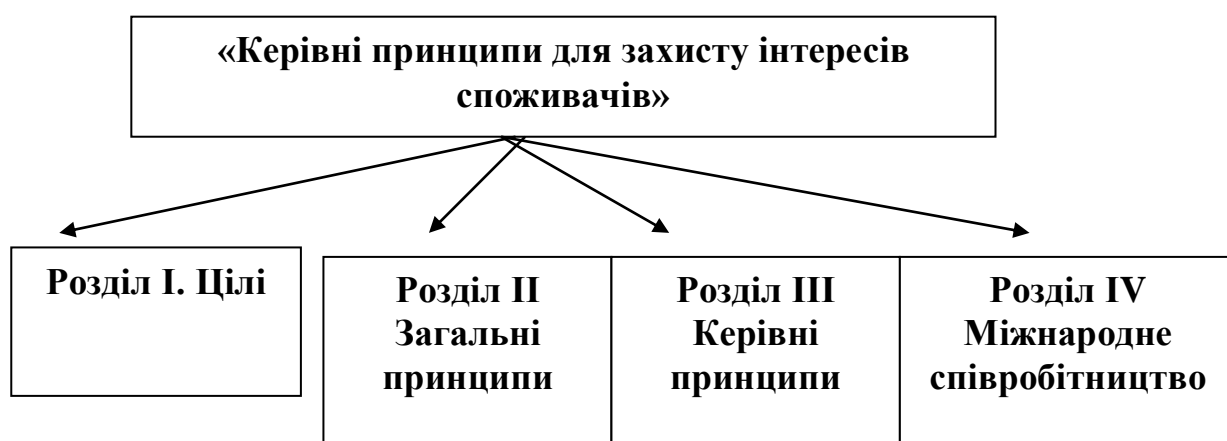 «Керівні принципи для захисту інтересів
споживачів»
Розділ I. Цілі
Розділ II
Загальні
принципи
Розділ III
Керівні
принципи
Розділ IV
Міжнародне
співробітництво